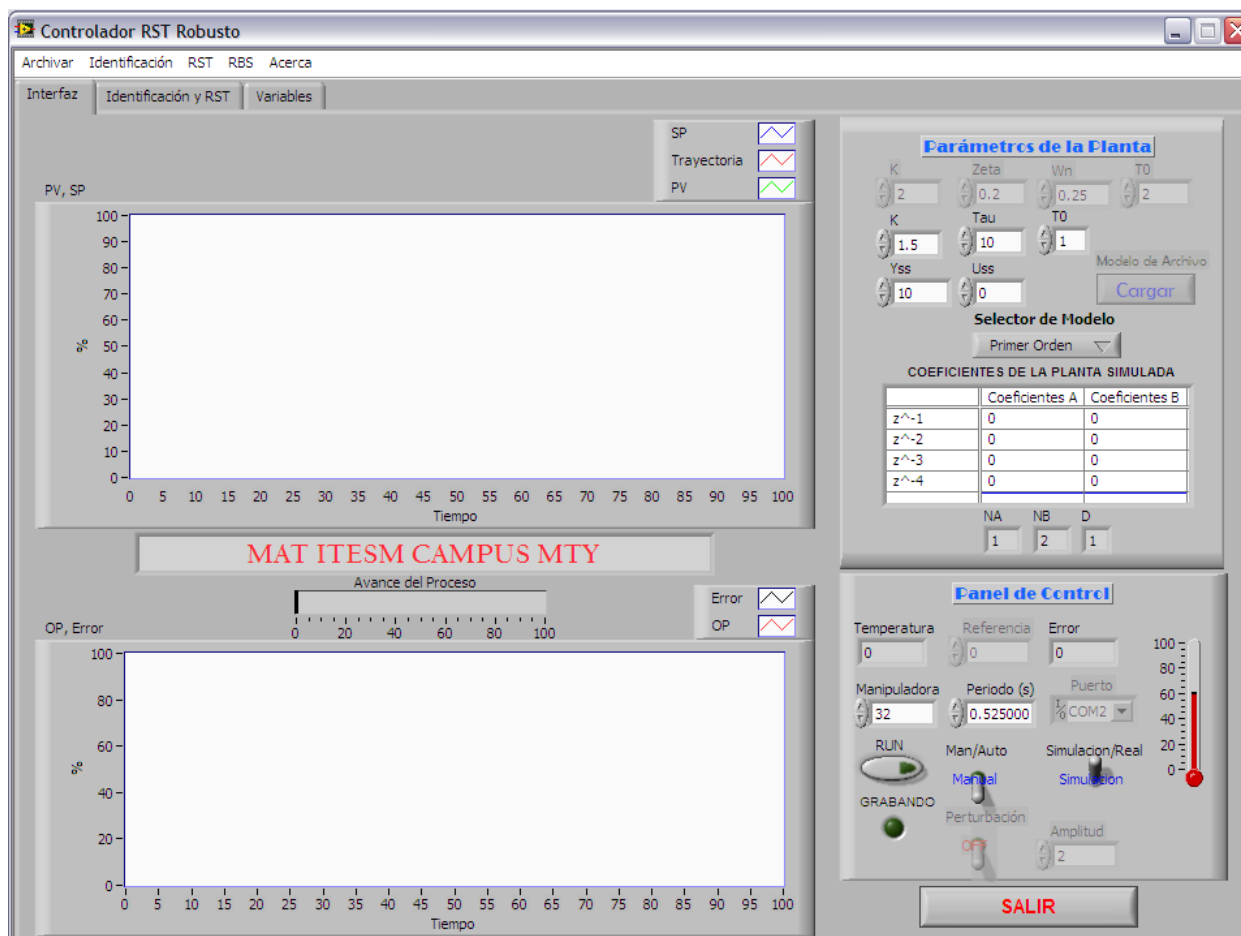 Controlador RST Robusto
Archivar Identificación RST RBS Acerca
Interfaz Identificación y RST Variables
SP
Trayectoria
PV
PV, SP
100
90
80
70
60
50
40
30
20
10
0
%
0 5 10 15 20 25 30 35 40 45 50 55 60 65 70 75 80 85 90 95 100
Tiempo
MAT ITESM CAMPUS MTY
Avance del Proceso
0 20 40 60 80 100
Error
OP
OP, Error
100
80
60
40
20
0
%
0 5 10 15 20 25 30 35 40 45 50 55 60 65 70 75 80 85 90 95 100
Tiempo
Parámetros de la Planta
K Zeta Wn T0
2 0.2 0.25 2
K Tau T0
1.5 10 1
Yss Uss Modelo de Archivo
10 0 Cargar
Selector de Modelo
Primer Orden
COEFICIENTES DE LA PLANTA SIMULADA
Coeficientes A Coeficientes B
z^-1 0 0
z^-2 0 0
z^-3 0 0
z^-4 0 0
NA NB D
1 2 1
Panel de Control
Temperatura Referencia Error
0 0 0
Manipuladora Periodo (s) Puerto
32 0.525000 I/O COM2
100
80
60
40
20
0
RUN Man/Auto Simulacion/Real
Manual Simulacion
GRABANDO
Perturbación Amplitud
OFF 2
SALIR